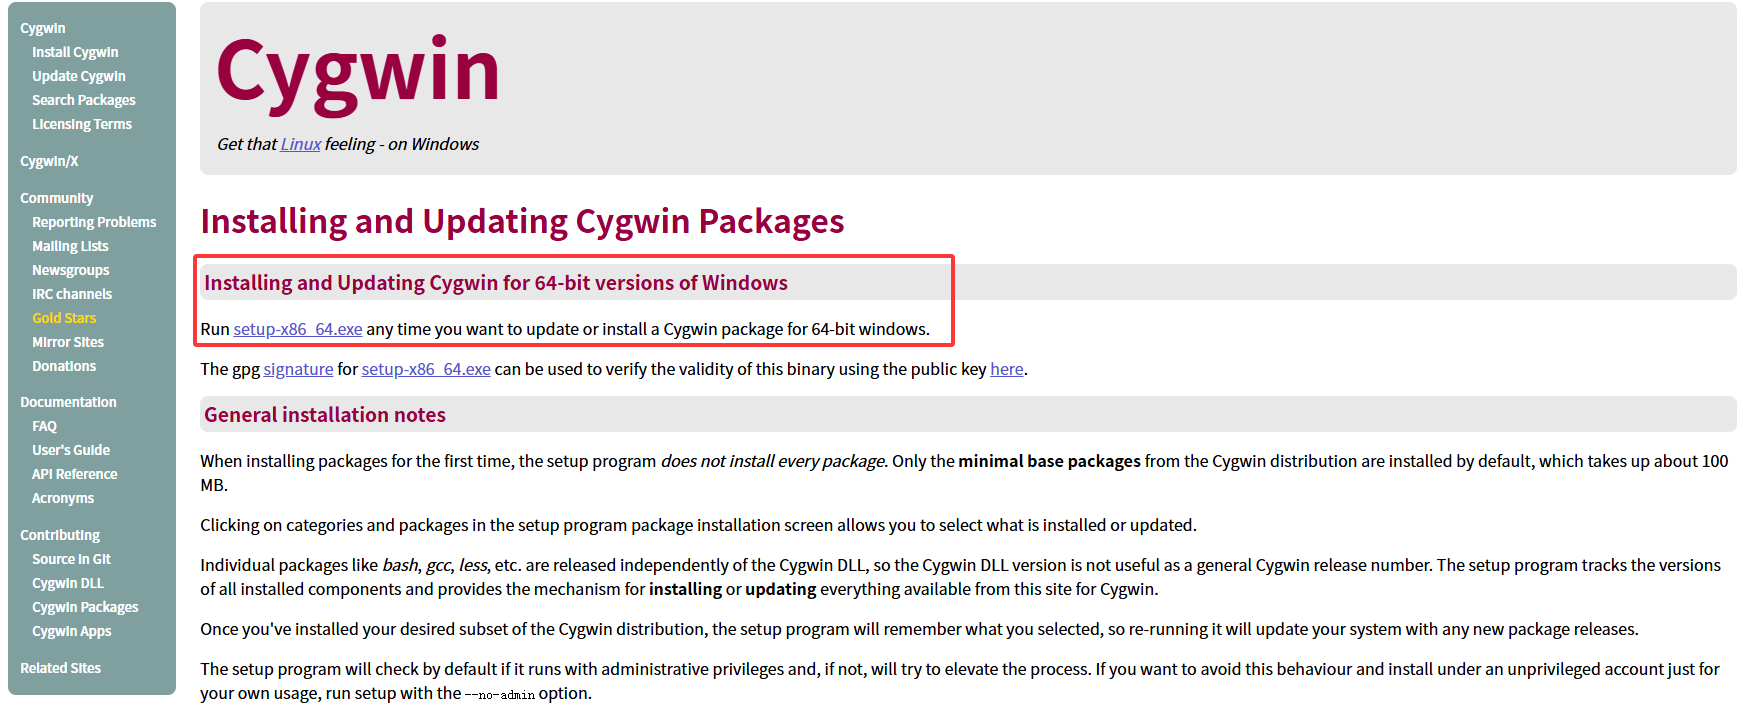 Cygwin
Install Cygwin
Update Cygwin
Search Packages
Licensing Terms
Cygwin/X
Community
Reporting Problems
Mailing Lists
Newsgroups
IRC channels
Gold Stars
Mirror Sites
Donations
Documentation
FAQ
User's Guide
API Reference
Acronyms
Contributing
Source in Git
Cygwin DLL
Cygwin Packages
Cygwin Apps
Related Sites
Cygwin
Get that Linux feeling - on Windows
Installing and Updating Cygwin Packages
Installing and Updating Cygwin for 64-bit versions of Windows
Run setup-x86_64.exe any time you want to update or install a Cygwin package for 64-bit windows.
The gpg signature for setup-x86_64.exe can be used to verify the validity of this binary using the public key here.
General installation notes
When installing packages for the first time, the setup program does not install every package. Only the minimal base packages from the Cygwin distribution are installed by default, which takes up about 100
MB.
Clicking on categories and packages in the setup program package installation screen allows you to select what is installed or updated.
Individual packages like bash, gcc, less, etc. are released independently of the Cygwin DLL, so the Cygwin DLL version is not useful as a general Cygwin release number. The setup program tracks the versions
of all installed components and provides the mechanism for installing or updating everything available from this site for Cygwin.
Once you've installed your desired subset of the Cygwin distribution, the setup program will remember what you selected, so re-running it will update your system with any new package releases.
The setup program will check by default if it runs with administrative privileges and, if not, will try to elevate the process. If you want to avoid this behaviour and install under an unprivileged account just for
your own usage, run setup with the --no-admin option.